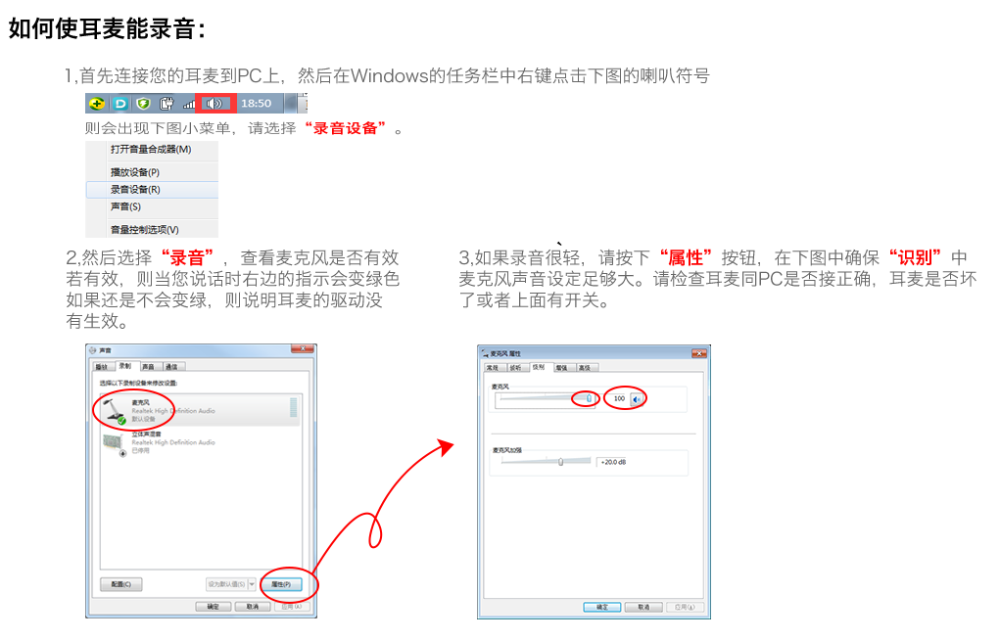 如何使耳麦能录音：
1,首先连接您的耳麦到PC上，然后在Windows的任务栏中右键点击下图的喇叭符号
18:50
则会出现下图小菜单，请选择“录音设备”。
打开音量合成器(M)
播放设备(P)
录音设备(R)
声音(S)
音量控制选项(V)
2,然后选择“录音”，查看麦克风是否有效
若有效，则当您说话时右边的指示会变绿色
如果还是不会变绿，则说明耳麦的驱动没
有生效。
3,如果录音很轻，请按下“属性”按钮，在下图中确保“识别”中
麦克风声音设定足够大。请检查耳麦同PC是否接正确，耳麦是否坏
了或者上面有开关。
声音
播放 录制 声音 通信
选择以下录制设备来修改设置:
麦克风
Realtek High Definition Audio
默认设备
立体声混音
Realtek High Definition Audio
已停用
配置(C) 设为默认值(S) 属性(P)
确定 取消 应用(A)
麦克风 属性
常规 侦听 级别 增强 高级
麦克风
100
麦克风加强
+20.0 dB
确定 取消 应用(A)